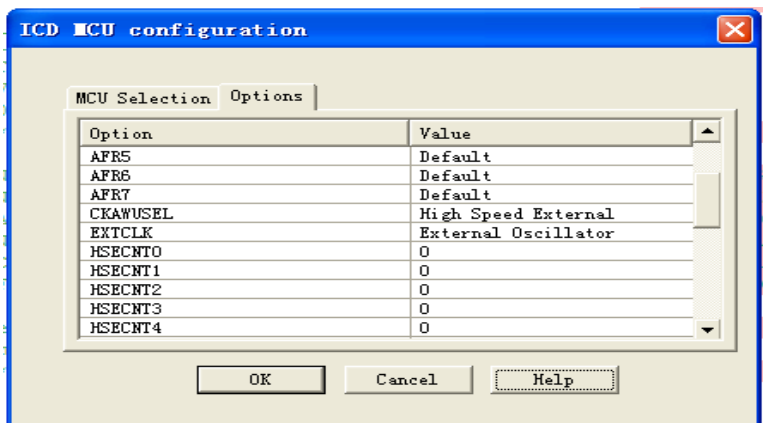 ICD MCU configuration
MCU Selection Options
Option Value
AFR5 Default
AFR6 Default
AFR7 Default
CKAWUSEL High Speed External
EXTCLK External Oscillator
HSECNT0 0
HSECNT1 0
HSECNT2 0
HSECNT3 0
HSECNT4 0
OK Cancel Help